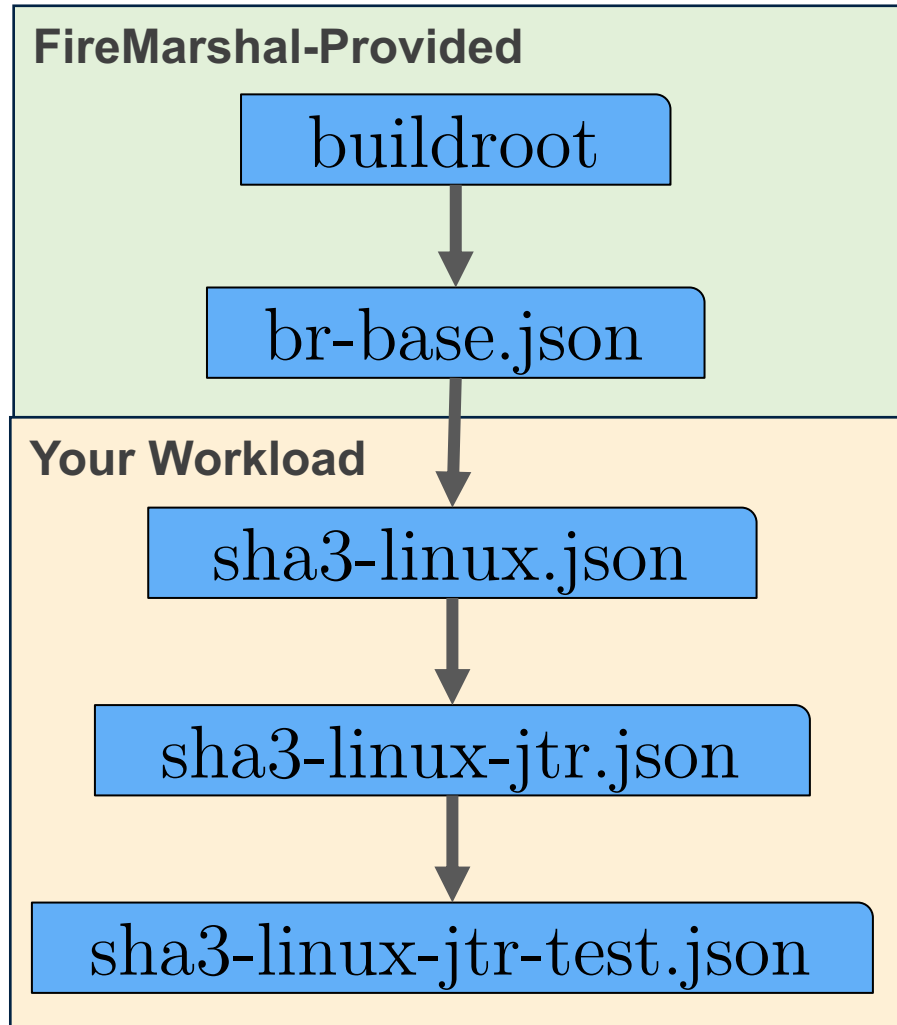 FireMarshal-Provided
buildroot
br-base.json
Your Workload
sha3-linux.json
sha3-linux-jtr.json
sha3-linux-jtr-test.json